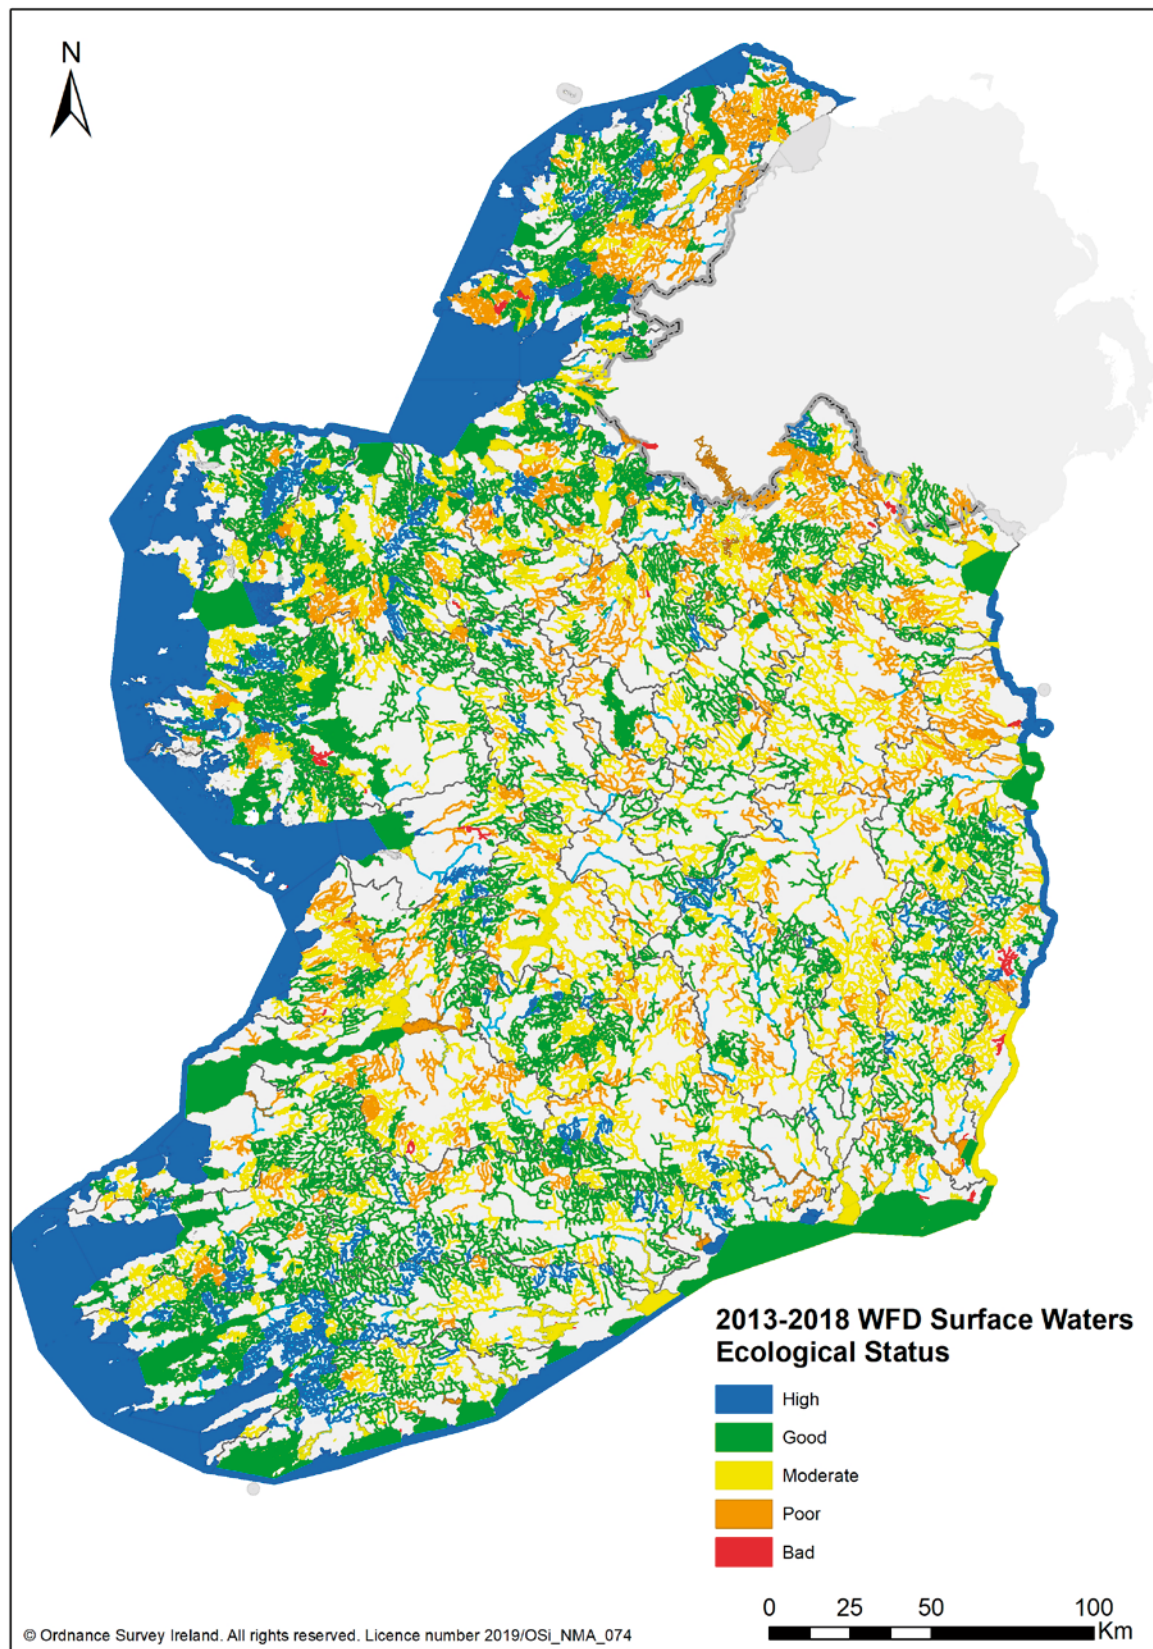 N
2013-2018 WFD Surface Waters
Ecological Status
High
Good
Moderate
Poor
Bad
0 25 50 100
Km
© Ordnance Survey Ireland. All rights reserved. Licence number 2019/OSi_NMA_074